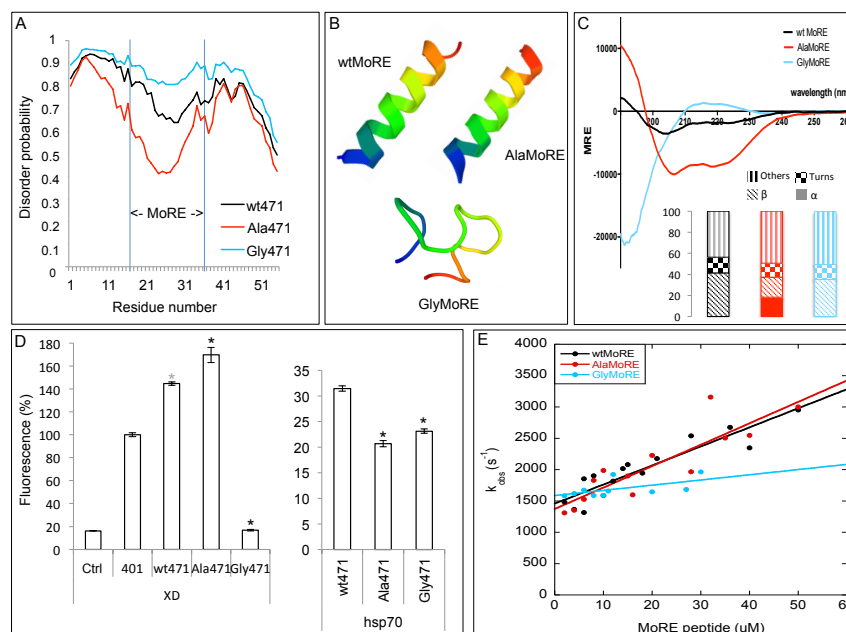 A
Disorder probability
1
0.9
0.8
0.7
0.6
0.5
0.4
0.3
0.2
0.1
0
<- MoRE ->
wt471
Ala471
Gly471
1 11 21 31 41 51
Residue number
B
wtMoRE
AlaMoRE
GlyMoRE
C
wt MoRE
AlaMoRE
GlyMoRE
wavelength (nm
10000
0
-10000
-20000
MRE
200 210 220 230 240 250 260
Others Turns
β α
100
80
60
40
20
0
D
Fluorescence (%)
180
160
140
120
100
80
60
40
20
0
*
*
*
Ctrl 401 wt471 Ala471 Gly471
XD
35
30
25
20
15
10
5
0
*
*
wt471
Ala471
Gly471
hsp70
E
wtMoRE
AlaMoRE
GlyMoRE
kobs (s-1)
4000
3500
3000
2500
2000
1500
1000
500
0
0 10 20 30 40 50 60
MoRE peptide (uM)